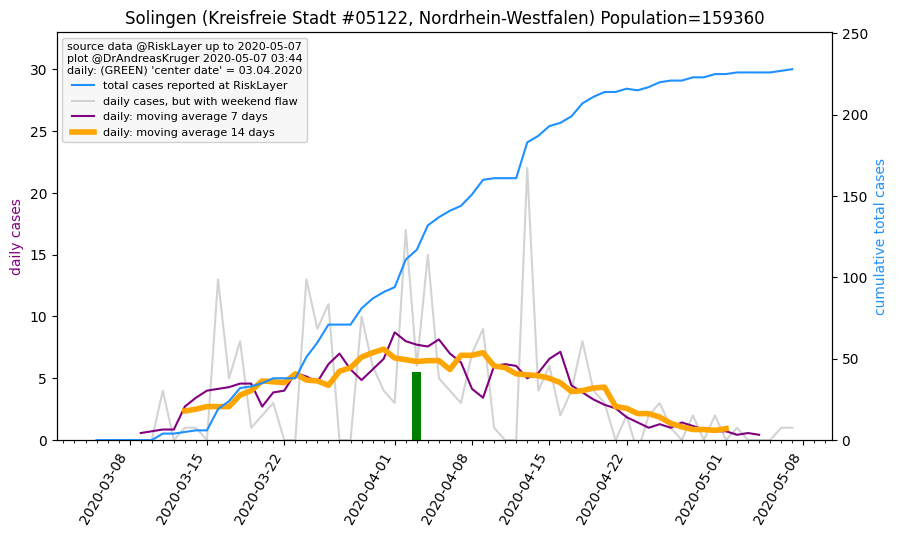 Solingen (Kreisfreie Stadt #05122, Nordrhein-Westfalen) Population=159360
source data @RiskLayer up to 2020-05-07
plot @DrAndreasKruger 2020-05-07 03:44
daily: (GREEN) 'center date' = 03.04.2020
total cases reported at RiskLayer
daily cases, but with weekend flaw
daily: moving average 7 days
daily: moving average 14 days
daily cases
30
25
20
15
10
5
0
250
200
150
100
50
0
cumulative total cases
2020-03-08
2020-03-15
2020-03-22
2020-04-01
2020-04-08
2020-04-15
2020-04-22
2020-05-01
2020-05-08